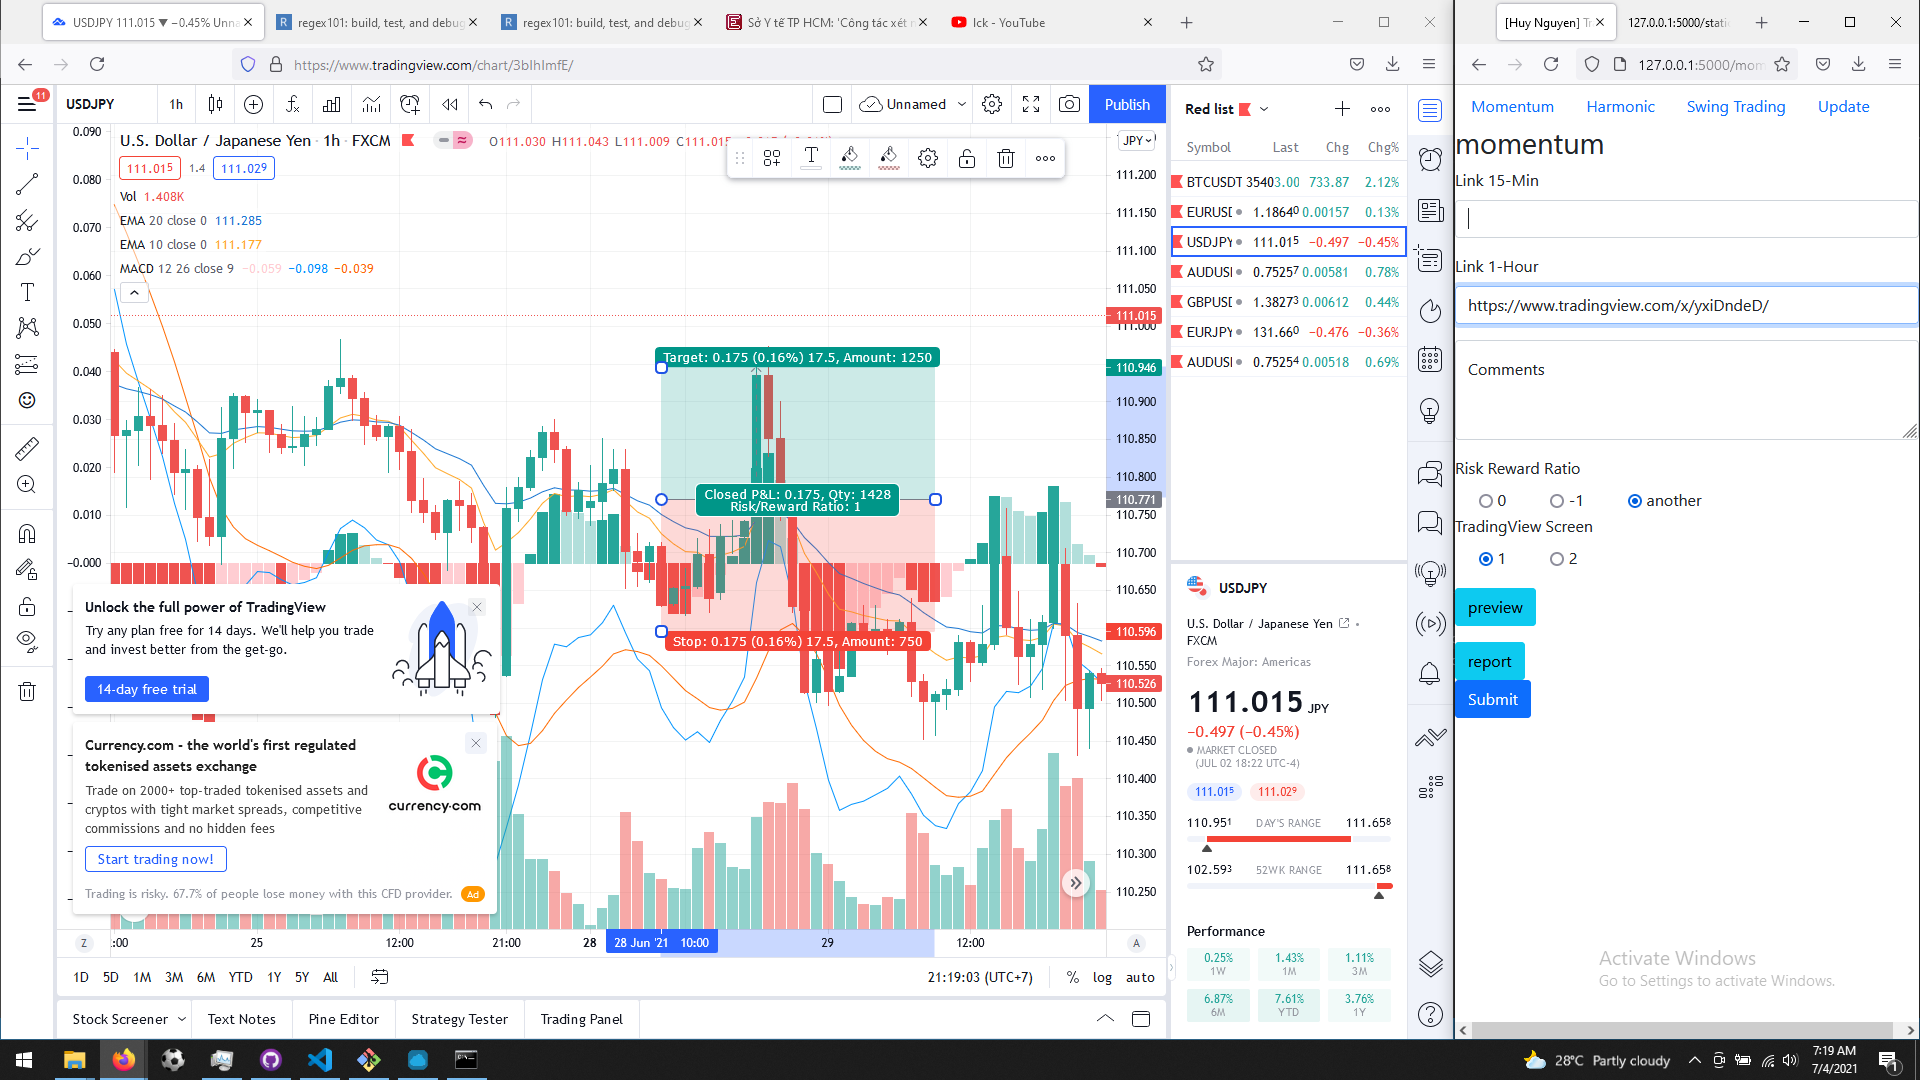 USDJPY 111.015 ▼ −0.45% Unna
regex101: build, test, and debug
regex101: build, test, and debug
Sở Y tế TP HCM: 'Công tác xét n
lck - YouTube
[Huy Nguyen] Tr
127.0.0.1:5000/stati
https://www.tradingview.com/chart/3bIhImfE/
127.0.0.1:5000/mom
11
USDJPY
1h
Unnamed
Publish
Red list
Momentum
Harmonic
Swing Trading
Update
U.S. Dollar / Japanese Yen · 1h · FXCM
O111.030 H111.043 L111.009 C111.015
JPY
111.015 1.4 111.029
Vol 1.408K
EMA 20 close 0 111.285
EMA 10 close 0 111.177
MACD 12 26 close 9 −0.059 −0.098 −0.039
0.090
0.080
0.070
0.060
0.050
0.040
0.030
0.020
0.010
−0.000
Target: 0.175 (0.16%) 17.5, Amount: 1250
Closed P&L: 0.175, Qty: 1428
Risk/Reward Ratio: 1
Stop: 0.175 (0.16%) 17.5, Amount: 750
111.200
111.150
111.100
111.050
111.015
111.000
110.946
110.900
110.850
110.800
110.771
110.750
110.700
110.650
110.596
110.550
110.526
110.500
110.450
110.400
110.350
110.300
110.250
Unlock the full power of TradingView
Try any plan free for 14 days. We'll help you trade
and invest better from the get-go.
14-day free trial
Currency.com - the world's first regulated
tokenised assets exchange
Trade on 2000+ top-traded tokenised assets and
cryptos with tight market spreads, competitive
commissions and no hidden fees
currency.com
Start trading now!
Trading is risky. 67.7% of people lose money with this CFD provider.
Ad
Z
:00
25
12:00
21:00
28
28 Jun '21 10:00
29
12:00
A
1D 5D 1M 3M 6M YTD 1Y 5Y All
21:19:03 (UTC+7)
% log auto
Stock Screener
Text Notes
Pine Editor
Strategy Tester
Trading Panel
Symbol Last Chg Chg%
BTCUSDT 35403.00 733.87 2.12%
EURUSD 1.18640 0.00157 0.13%
USDJPY 111.015 −0.497 −0.45%
AUDUSD 0.75257 0.00581 0.78%
GBPUSD 1.38273 0.00612 0.44%
EURJPY 131.660 −0.476 −0.36%
AUDUSD 0.75254 0.00518 0.69%
USDJPY
U.S. Dollar / Japanese Yen
FXCM
Forex Major: Americas
111.015 JPY
−0.497 (−0.45%)
MARKET CLOSED
(JUL 02 18:22 UTC-4)
111.015 111.029
110.951 DAY'S RANGE 111.658
102.593 52WK RANGE 111.658
Performance
0.25% 1.43% 1.11%
1W 1M 3M
6.87% 7.61% 3.76%
6M YTD 1Y
momentum
Link 15-Min
Link 1-Hour
https://www.tradingview.com/x/yxiDndeD/
Comments
Risk Reward Ratio
0 -1 another
TradingView Screen
1 2
preview
report
Submit
Activate Windows
Go to Settings to activate Windows.
28°C Partly cloudy
7:19 AM
7/4/2021
1